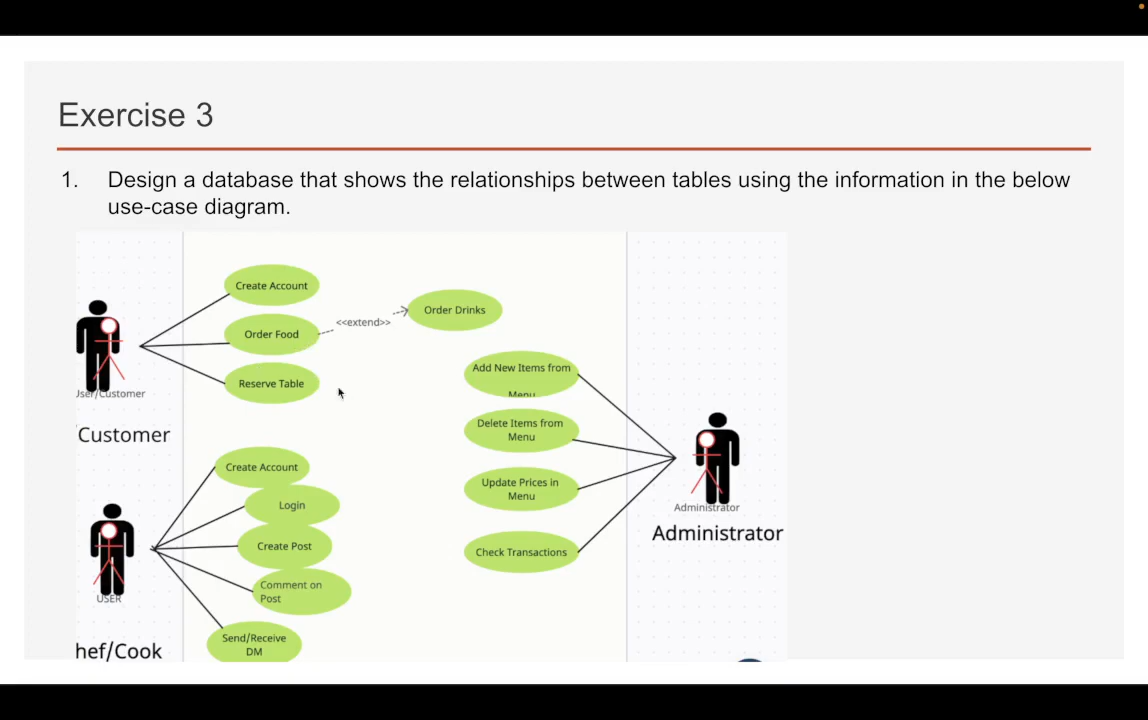 Exercise 3
1. Design a database that shows the relationships between tables using the information in the below
use-case diagram.
Create Account
Order Food
<<extend>>
Order Drinks
Reserve Table
User/Customer
Customer
Add New Items from
Menu
Delete Items from
Menu
Update Prices in
Menu
Check Transactions
Administrator
Administrator
Create Account
Login
Create Post
Comment on
Post
Send/Receive
DM
USER
hef/Cook